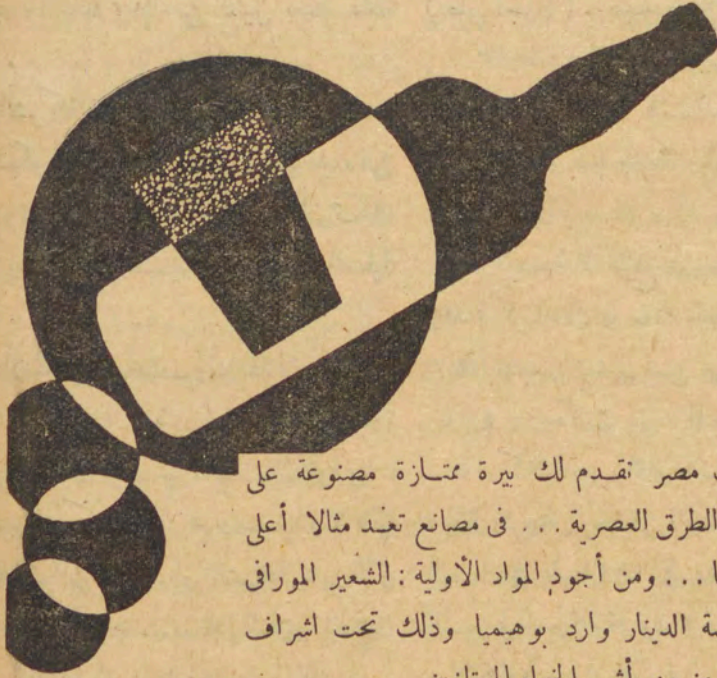 مصر نقدم لك بيرة ممتازة مصنوعة على
الطرق العصرية ... فى مصانع تعد مثالا أعلى
... ومن أجود المواد الأولية : الشعير المورافى
الدينار وارد بوهيميا وذلك تحت اشراف